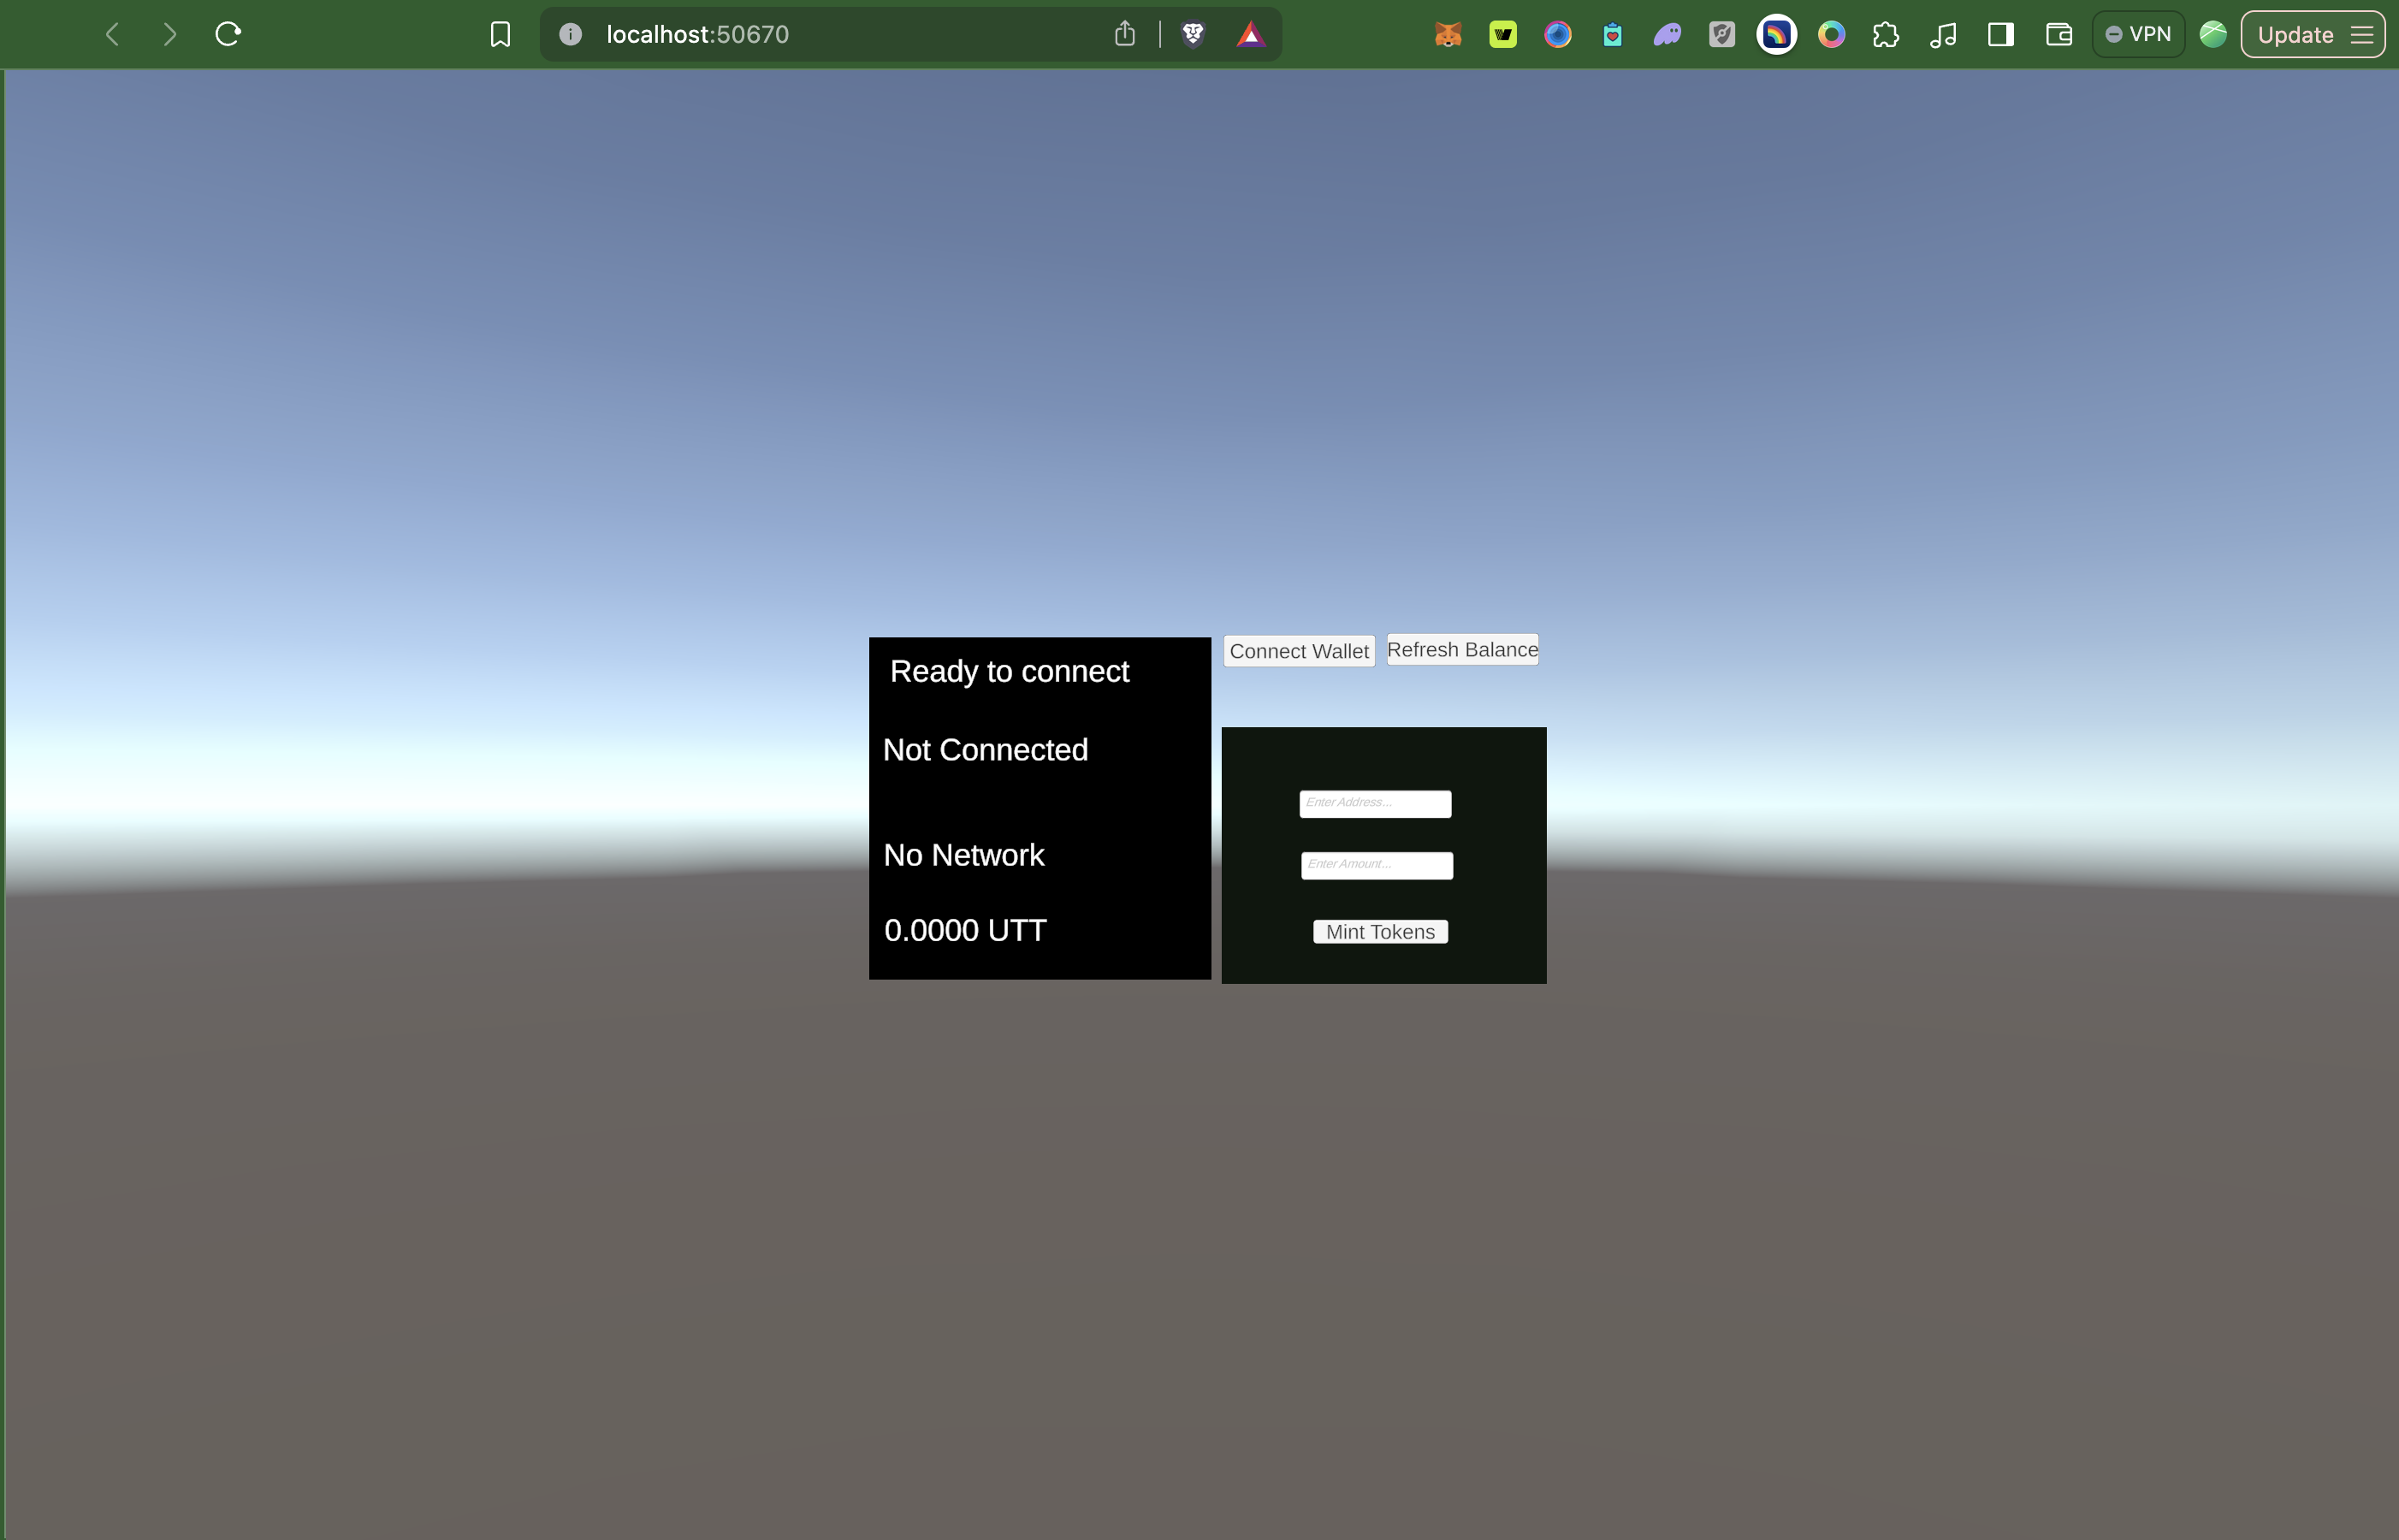 localhost:50670
VPN
Update
Ready to connect
Not Connected
No Network
0.0000 UTT
Connect Wallet
Refresh Balance
Enter Address...
Enter Amount...
Mint Tokens